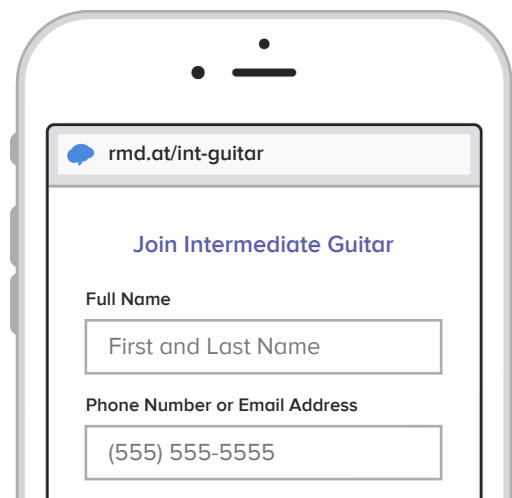 rmd.at/int-guitar
Join Intermediate Guitar
Full Name
First and Last Name
Phone Number or Email Address
(555) 555-5555